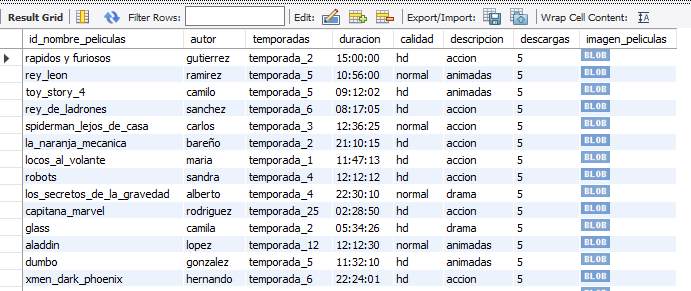 Result Grid Filter Rows: Edit: Export/Import: Wrap Cell Content: IA
id_nombre_peliculas autor temporadas duracion calidad descripcion descargas imagen_peliculas
rapidos y furiosos gutierrez temporada_2 15:00:00 hd accion 5 BLOB
rey_leon ramirez temporada_5 10:56:00 normal animadas 5 BLOB
toy_story_4 camilo temporada_5 09:12:02 hd animadas 5 BLOB
rey_de_ladrones sanchez temporada_6 08:17:05 hd accion 5 BLOB
spiderman_lejos_de_casa carlos temporada_3 12:36:25 normal accion 5 BLOB
la_naranja_mecanica bareño temporada_2 21:10:15 hd accion 5 BLOB
locos_al_volante maria temporada_1 11:47:13 hd accion 5 BLOB
robots sandra temporada_4 12:12:12 hd accion 5 BLOB
los_secretos_de_la_gravedad alberto temporada_4 22:30:10 normal drama 5 BLOB
capitana_marvel rodriguez temporada_25 02:28:50 hd accion 5 BLOB
glass camila temporada_2 05:34:26 hd drama 5 BLOB
aladdin lopez temporada_12 12:12:30 normal animadas 5 BLOB
dumbo gonzalez temporada_5 11:32:10 hd animadas 5 BLOB
xmen_dark_phoenix hernando temporada_6 22:24:01 hd accion 5 BLOB